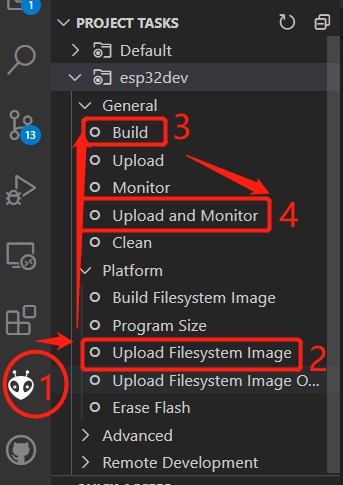 1
PROJECT TASKS
Default
esp32dev
General
Build 3
Upload
13
Monitor
Upload and Monitor 4
Clean
Platform
Build Filesystem Image
Program Size
Upload Filesystem Image 2
1
Upload Filesystem Image O...
Erase Flash
Advanced
Remote Development